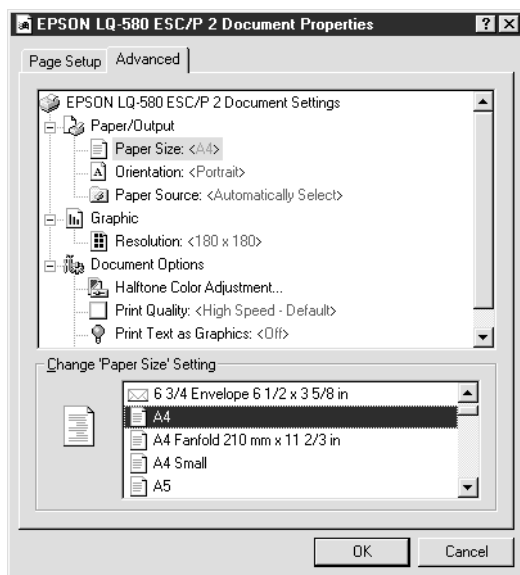 EPSON LQ-580 ESC/P 2 Document Properties
Page Setup
Advanced
EPSON LQ-580 ESC/P 2 Document Settings
Paper/Output
Paper Size: <A4>
Orientation: <Portrait>
Paper Source: <Automatically Select>
Graphic
Resolution: <180 x 180>
Document Options
Halftone Color Adjustment...
Print Quality: <High Speed - Default>
Print Text as Graphics: <Off>
Change 'Paper Size' Setting
6 3/4 Envelope 6 1/2 x 3 5/8 in
A4
A4 Fanfold 210 mm x 11 2/3 in
A4 Small
A5
OK
Cancel